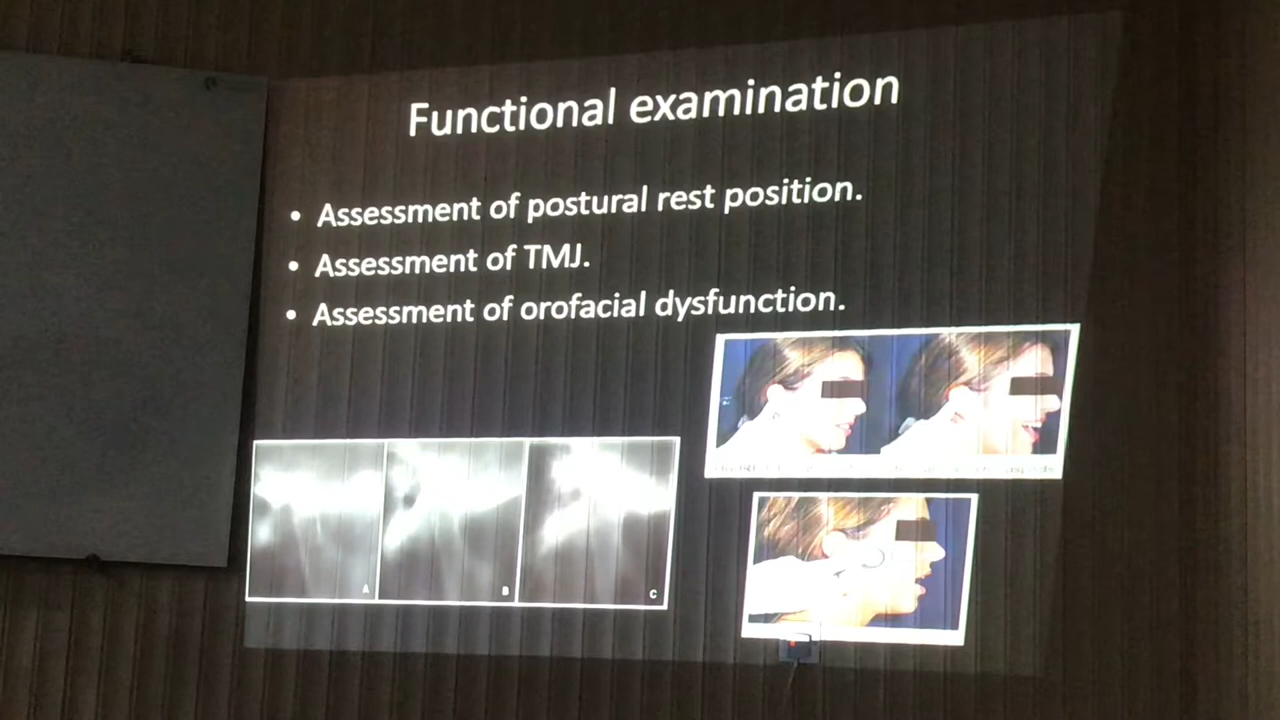 Functional examination
• Assessment of postural rest position.
• Assessment of TMJ.
• Assessment of orofacial dysfunction.
A
B
C